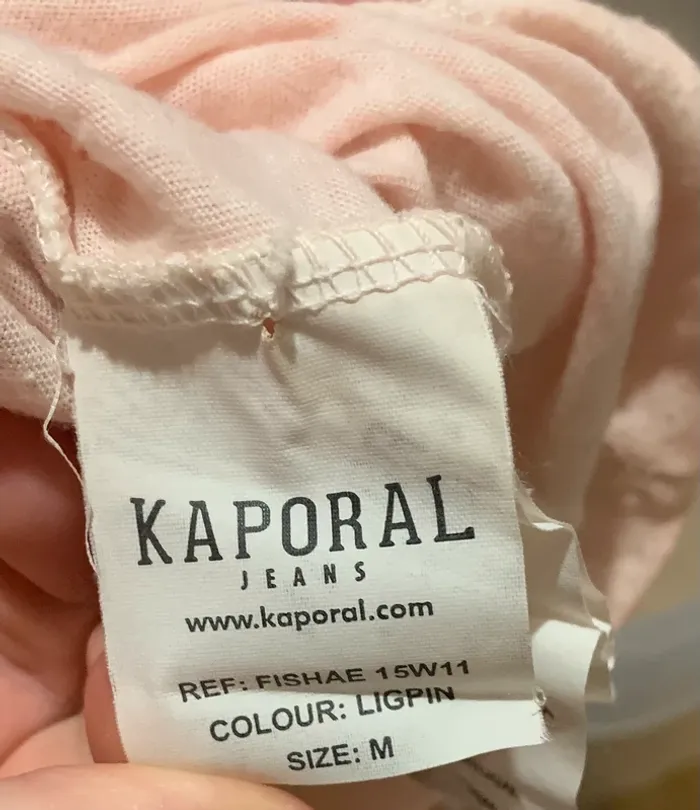 KAPORAL
JEANS
www.kaporal.com
REF: FISHAE 15W11
COLOUR: LIGPIN
SIZE: M